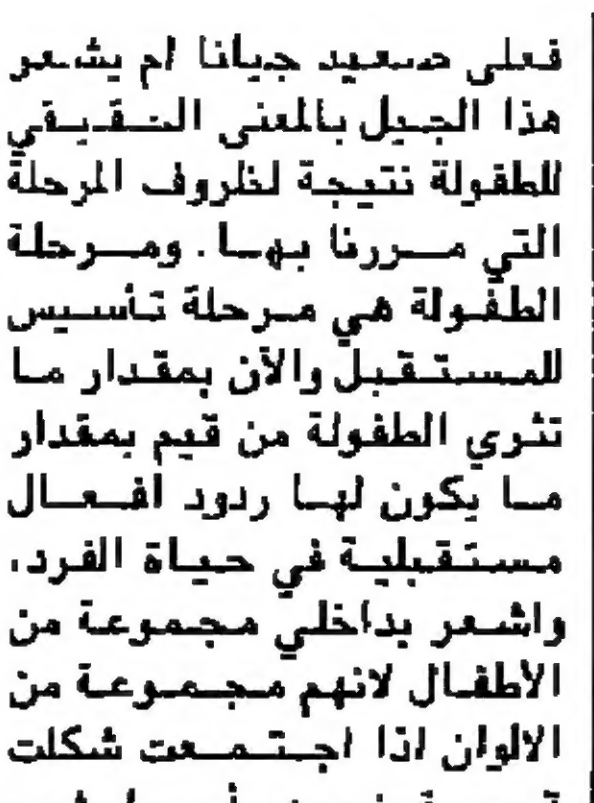 فعلى صعيد جيلنا لم يشعر
هذا الجيل بالمعنى الحقيقي
للطفولة نتيجة لظروف المرحلة
التي مررنا بها. ومرحلة
الطفولة هي مرحلة تأسيس
للمستقبل والآن بمقدار ما
تثري الطفولة من قيم بمقدار
ما يكون لها ردود افعال
مستقبلية في حياة الفرد،
واشعر بداخلي مجموعة من
الأطفال لانهم مجموعة من
الالوان اذا اجتمعت شكلت